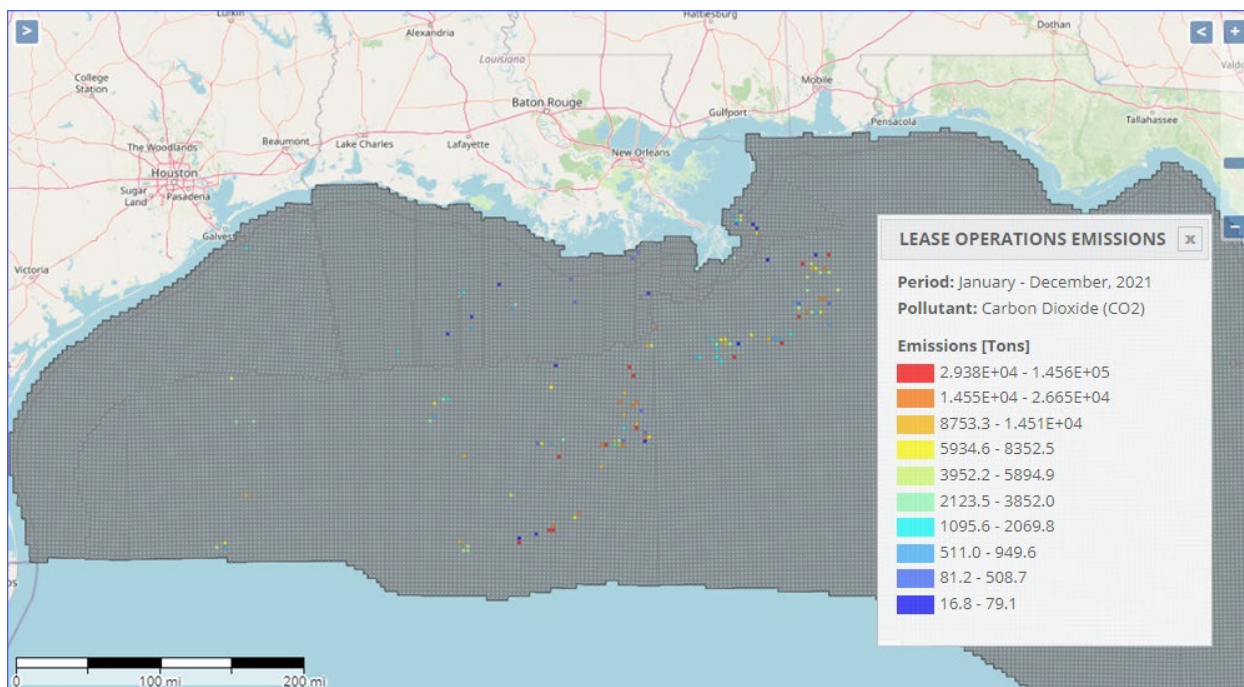 Lufkin
Hattiesburg
Dothan
>
Alexandria
<
+
Louisiana
College
Station
Mobile
Baton Rouge
Gulfport
Pensacola
Tallahassee
The Woodlands
Beaumont
Lake Charles
Lafayette
New Orleans
Houston
Sugar
Land
Pasadena
Galves
Victoria
−
LEASE OPERATIONS EMISSIONS
x
Period: January - December, 2021
Pollutant: Carbon Dioxide (CO2)
Emissions [Tons]
2.938E+04 - 1.456E+05
1.455E+04 - 2.665E+04
8753.3 - 1.451E+04
5934.6 - 8352.5
3952.2 - 5894.9
2123.5 - 3852.0
1095.6 - 2069.8
511.0 - 949.6
81.2 - 508.7
16.8 - 79.1
0
100 mi
200 mi